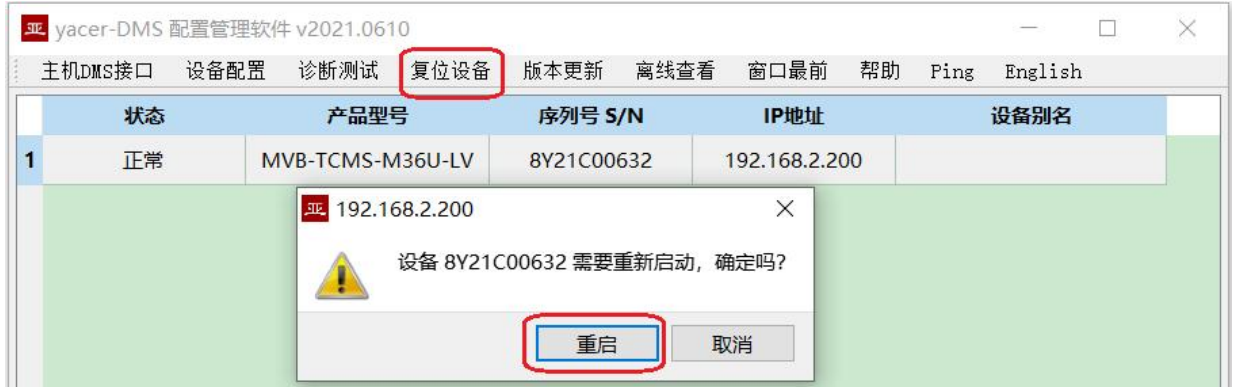 亚 yacer-DMS 配置管理软件 v2021.0610
主机DMS接口 设备配置 诊断测试 复位设备 版本更新 离线查看 窗口最前 帮助 Ping English
状态 产品型号 序列号 S/N IP地址 设备别名
1 正常 MVB-TCMS-M36U-LV 8Y21C00632 192.168.2.200
亚 192.168.2.200
设备 8Y21C00632 需要重新启动，确定吗?
重启 取消